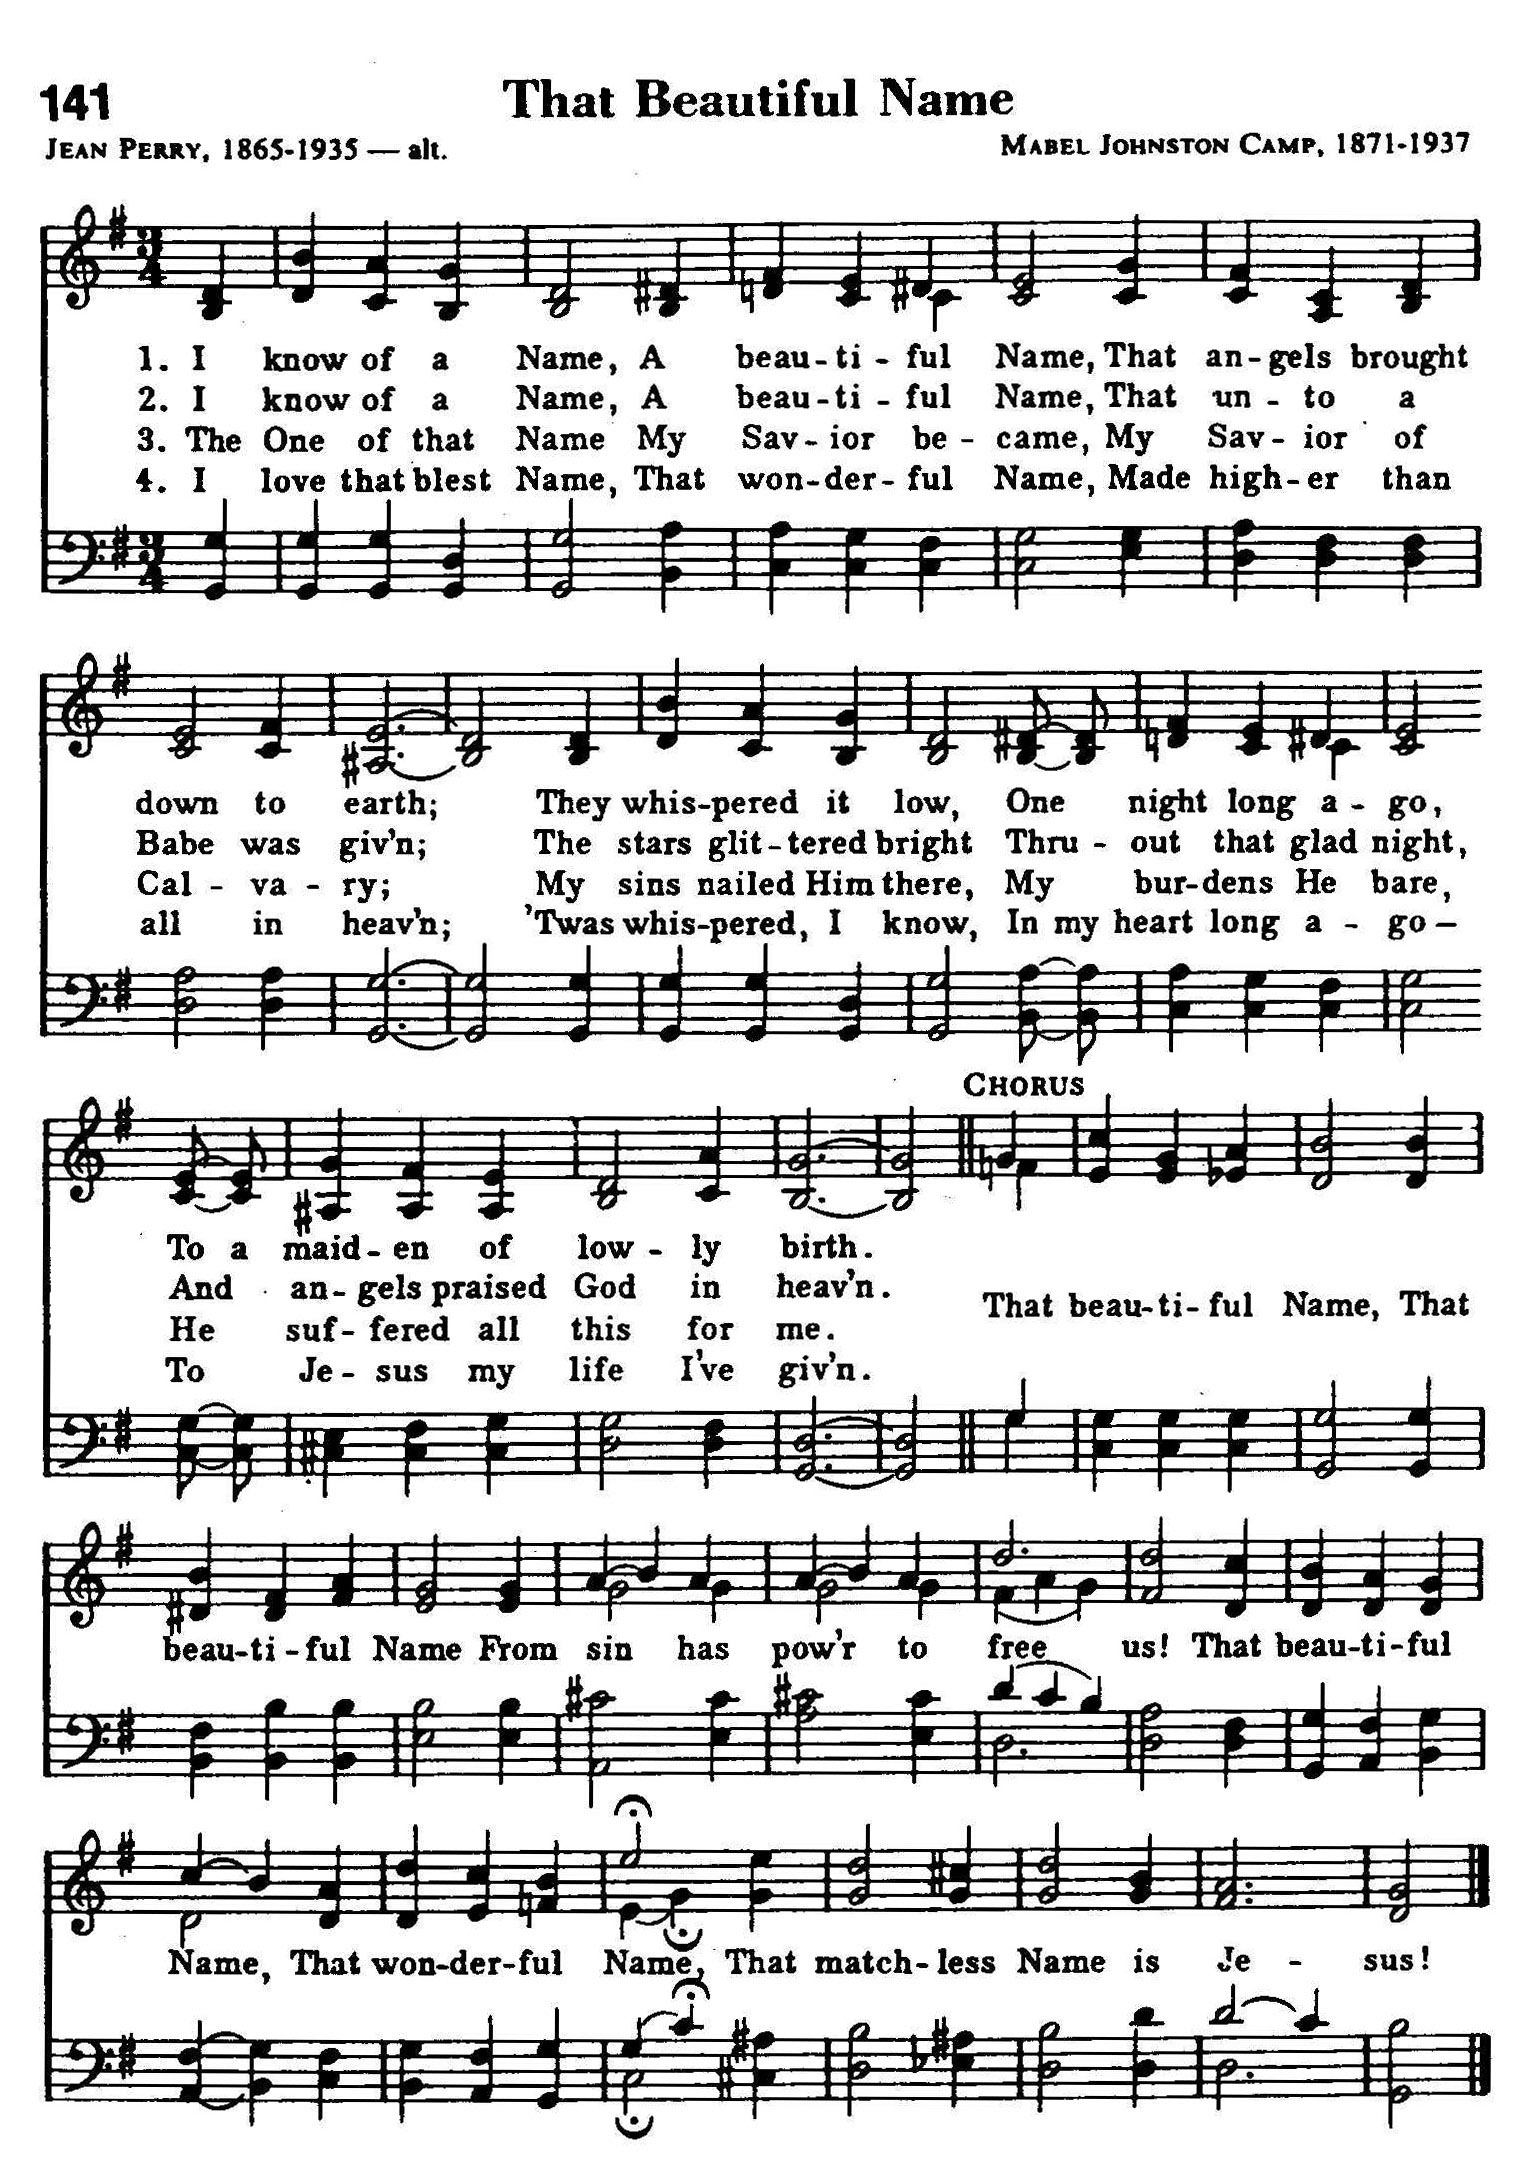 141 That Beautiful Name
JEAN PERRY, 1865-1935 — alt. MABEL JOHNSTON CAMP, 1871-1937
1. I know of a Name, A beau-ti-ful Name, That an-gels brought
2. I know of a Name, A beau-ti-ful Name, That un-to a
3. The One of that Name My Sav-ior be-came, My Sav-ior of
4. I love that blest Name, That won-der-ful Name, Made high-er than
down to earth; They whis-pered it low, One night long a-go,
Babe was giv'n; The stars glit-tered bright Thru-out that glad night,
Cal-va-ry; My sins nailed Him there, My bur-dens He bare,
all in heav'n; 'Twas whis-pered, I know, In my heart long a-go—
CHORUS
To a maid-en of low-ly birth.
And an-gels praised God in heav'n.
That beau-ti-ful Name, That
He suf-fered all this for me.
To Je-sus my life I've giv'n.
beau-ti-ful Name From sin has pow'r to free us! That beau-ti-ful
Name, That won-der-ful Name, That match-less Name is Je-sus!